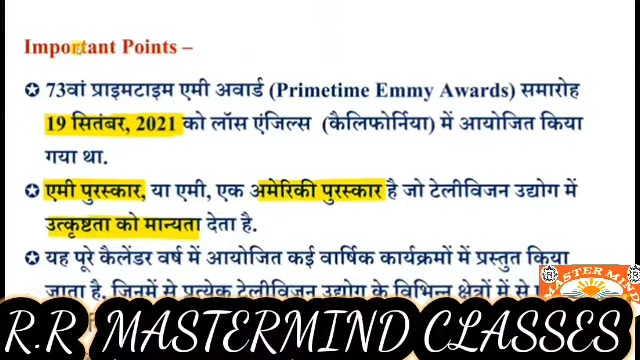 Important Points –
73वां प्राइमटाइम एमी अवार्ड (Primetime Emmy Awards) समारोह
19 सितंबर, 2021 को लॉस एंजिल्स (कैलिफोर्निया) में आयोजित किया
गया था.
एमी पुरस्कार, या एमी, एक अमेरिकी पुरस्कार है जो टेलीविजन उद्योग में
उत्कृष्टता को मान्यता देता है.
यह पूरे कैलेंडर वर्ष में आयोजित कई वार्षिक कार्यक्रमों में प्रस्तुत किया
जाता है, जिनमें से प्रत्येक टेलीविजन उद्योग के विभिन्न क्षेत्रों में से
MASTER MIND
R.R MASTERMIND CLASSES